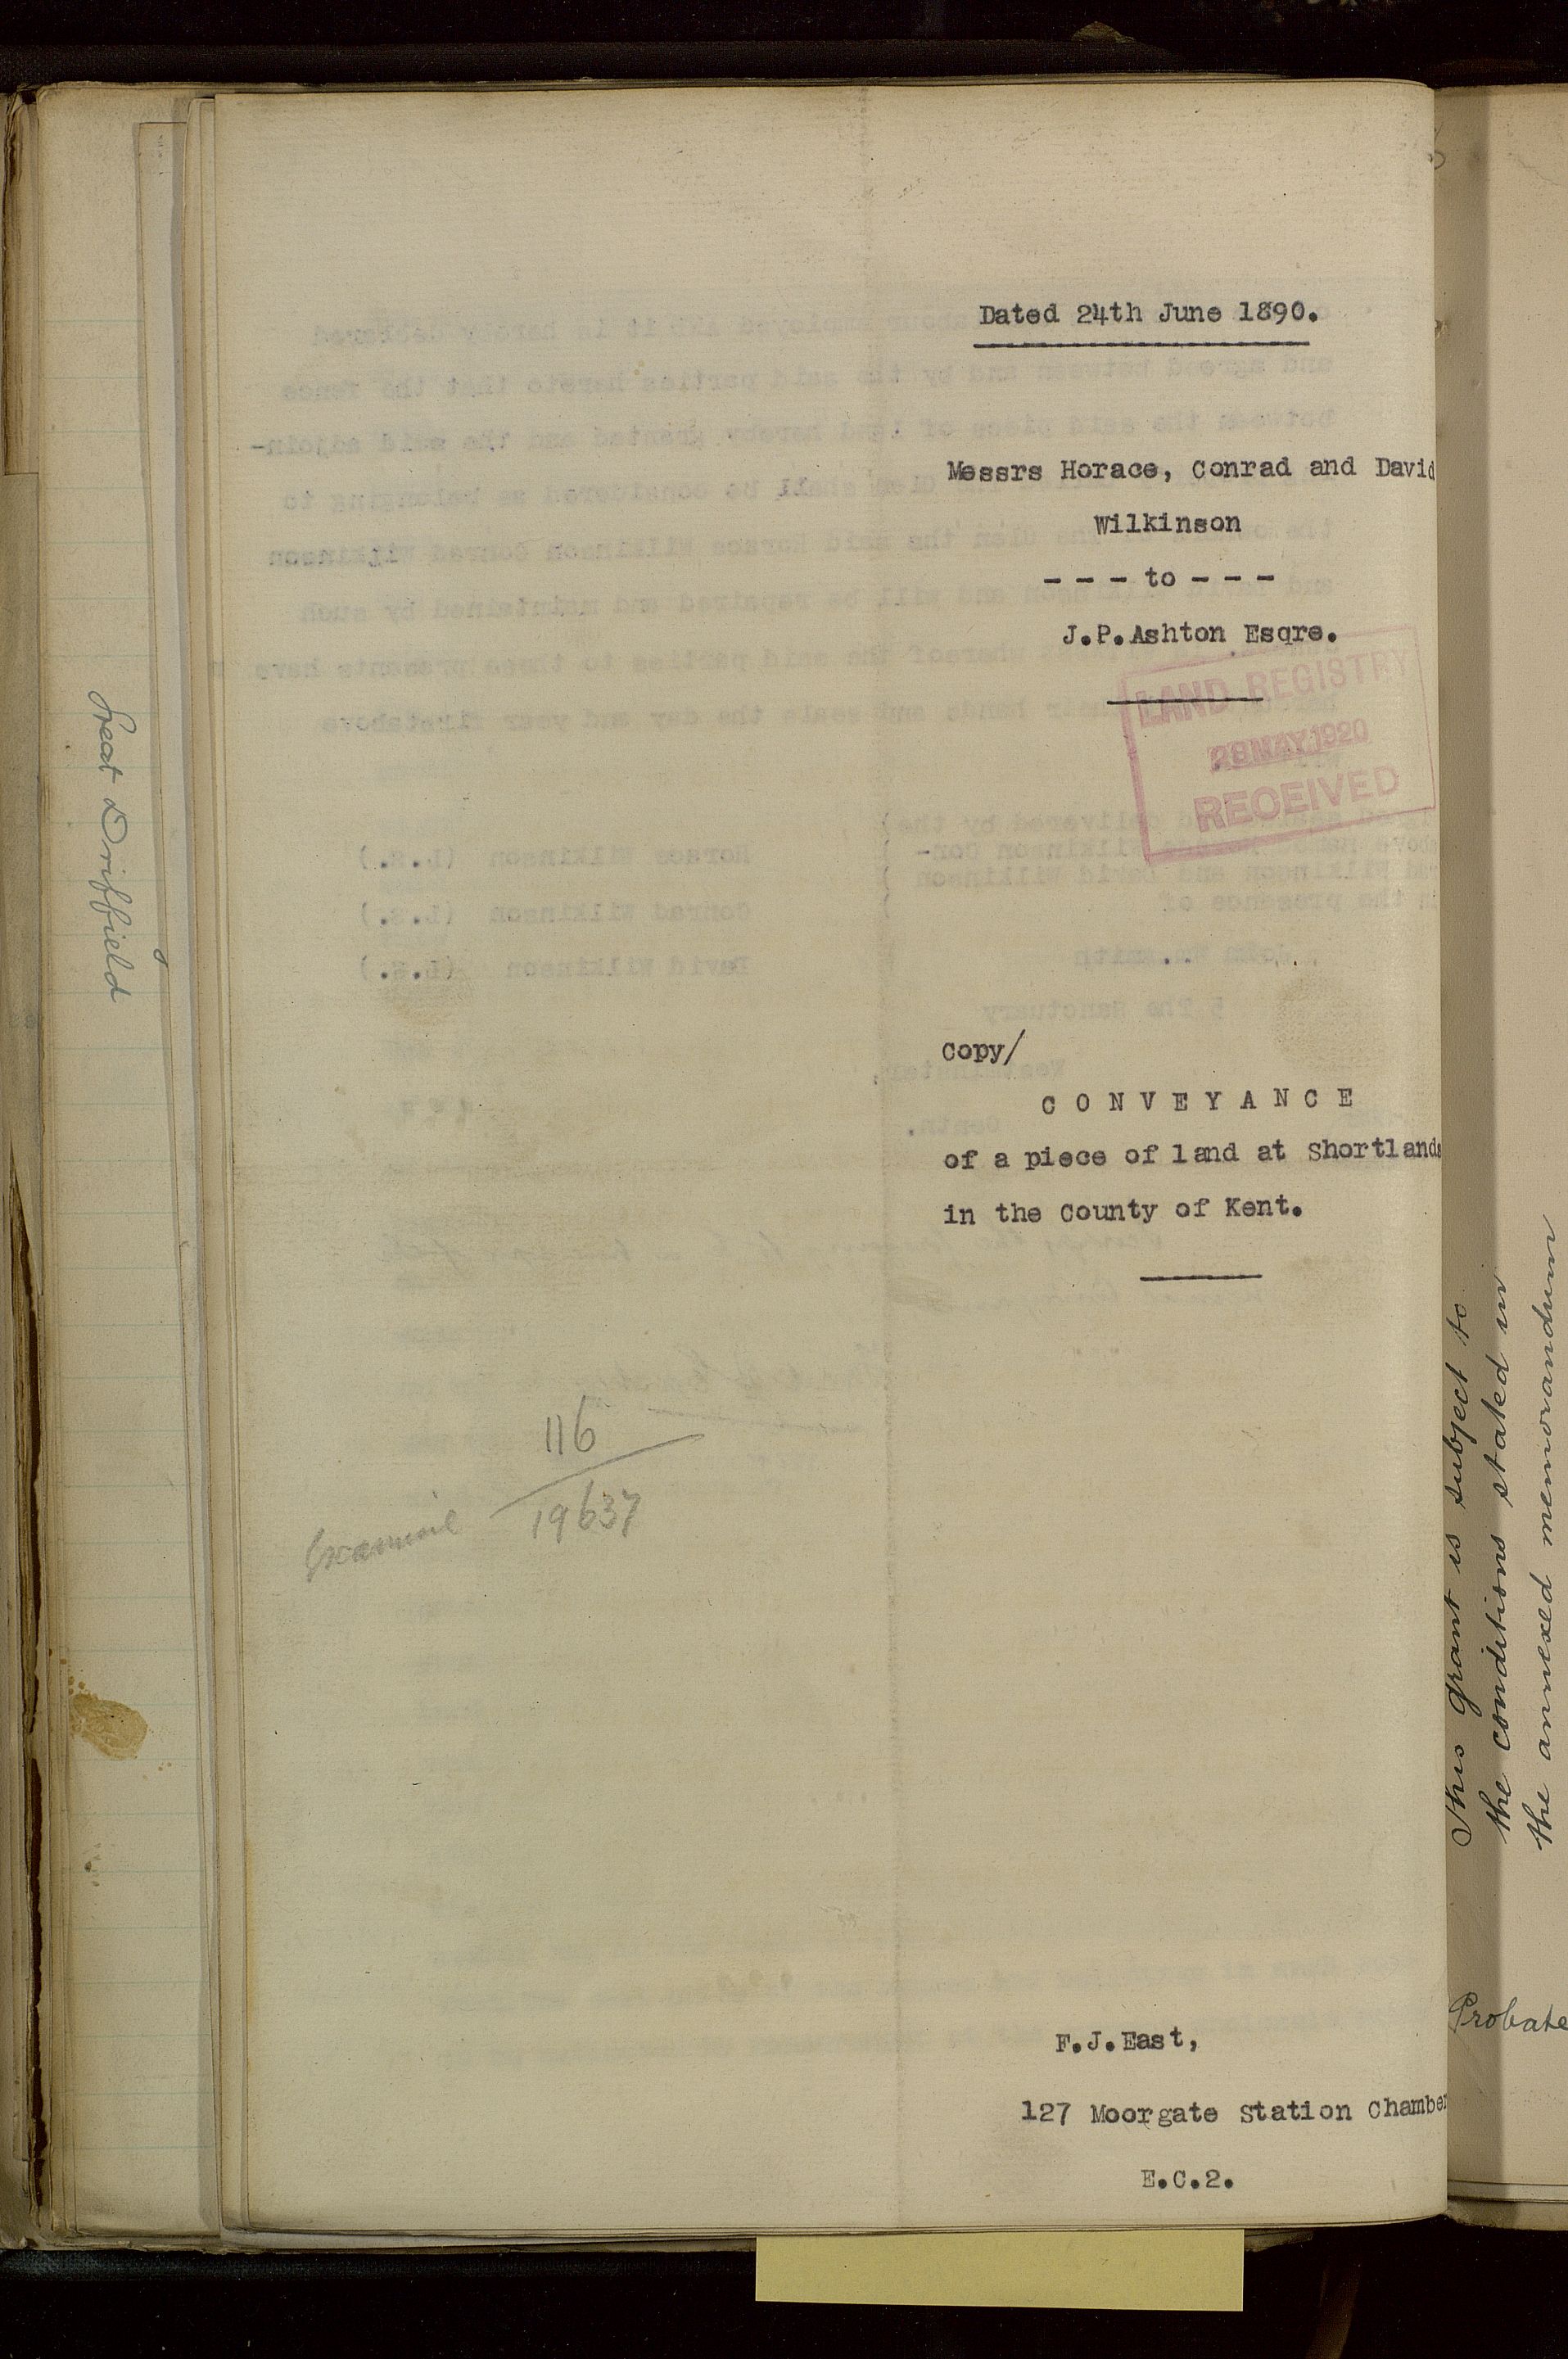 Dated 24th June 1890.
Messrs Horace, Conrad and David
Wilkinson
- - - to - - -
J.P.Ashton Esqre.
LAND REGISTRY
28 MAY 1920
RECEIVED
Copy/
C O N V E Y A N C E
of a piece of land at Shortlands
in the County of Kent.
116
19637
Examine
F.J.East,
127 Moorgate Station Chamber
E.C.2.
Great Driffield
This grant is subject to
the conditions stated in
the annexed memorandum
Probate